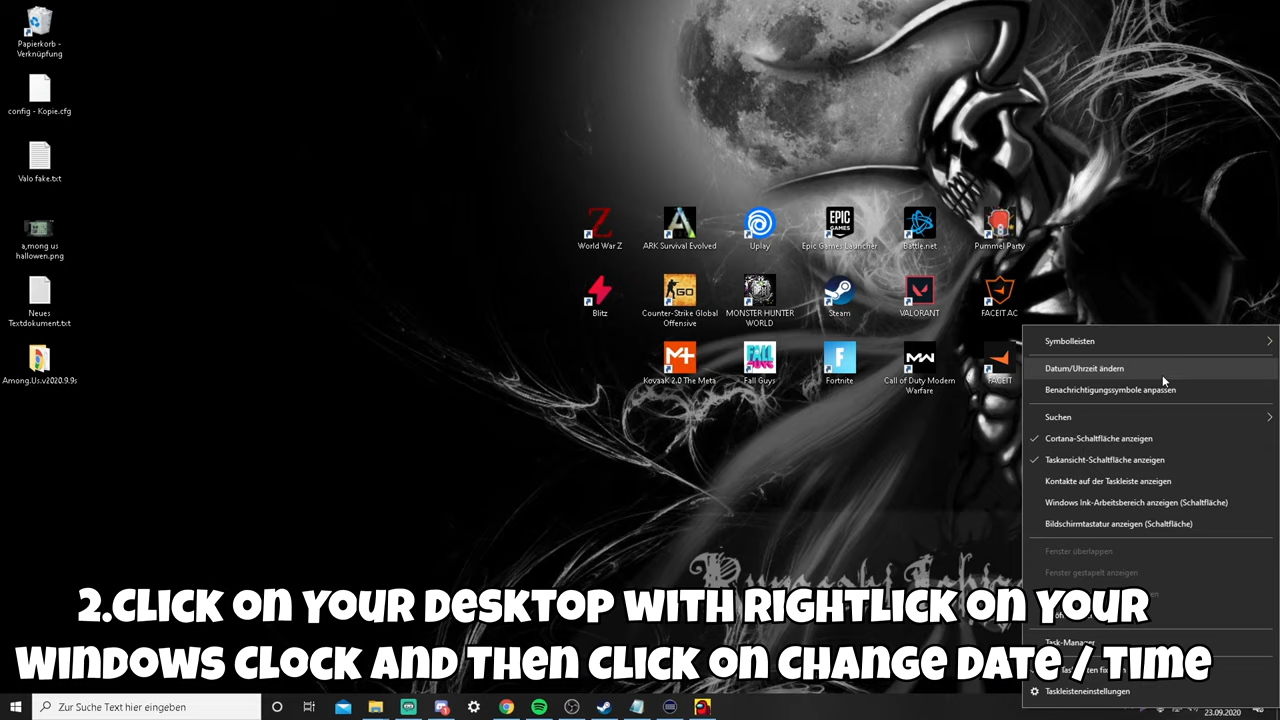 Papierkorb -
Verknüpfung
config - Kopie.cfg
Valo fake.txt
a,mong us
hallowen.png
Neues
Textdokument.txt
Among.Us.v2020.9.9s
World War Z
ARK Survival Evolved
Uplay
Epic Games Launcher
Battle.net
Pummel Party
Blitz
Counter-Strike Global
Offensive
MONSTER HUNTER
WORLD
Steam
VALORANT
FACEIT AC
KovaaK 2.0 The Meta
Fall Guys
Fortnite
Call of Duty Modern
Warfare
FACEIT
Symbolleisten
Datum/Uhrzeit ändern
Benachrichtigungssymbole anpassen
Suchen
Cortana-Schaltfläche anzeigen
Taskansicht-Schaltfläche anzeigen
Kontakte auf der Taskleiste anzeigen
Windows Ink-Arbeitsbereich anzeigen (Schaltfläche)
Bildschirmtastatur anzeigen (Schaltfläche)
Fenster überlappen
Fenster gestapelt anzeigen
Task-Manager
Taskleisteneinstellungen
2.Click on your desktop with rightlick on your
windows clock and then click on change date / time
Zur Suche Text hier eingeben
23.09.2020